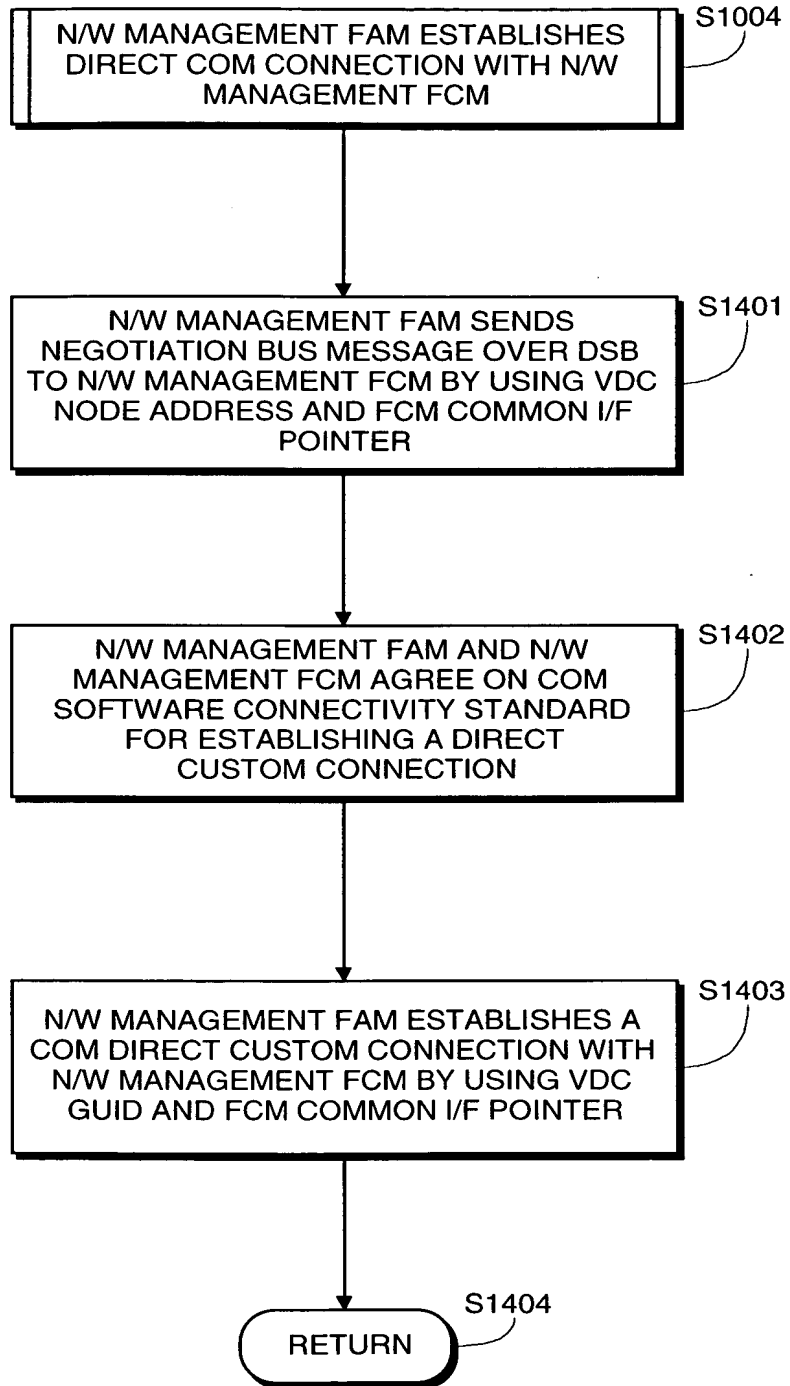 N/W MANAGEMENT FAM ESTABLISHES
DIRECT COM CONNECTION WITH N/W
MANAGEMENT FCM
S1004
N/W MANAGEMENT FAM SENDS
NEGOTIATION BUS MESSAGE OVER DSB
TO N/W MANAGEMENT FCM BY USING VDC
NODE ADDRESS AND FCM COMMON I/F
POINTER
S1401
N/W MANAGEMENT FAM AND N/W
MANAGEMENT FCM AGREE ON COM
SOFTWARE CONNECTIVITY STANDARD
FOR ESTABLISHING A DIRECT
CUSTOM CONNECTION
S1402
N/W MANAGEMENT FAM ESTABLISHES A
COM DIRECT CUSTOM CONNECTION WITH
N/W MANAGEMENT FCM BY USING VDC
GUID AND FCM COMMON I/F POINTER
S1403
RETURN
S1404